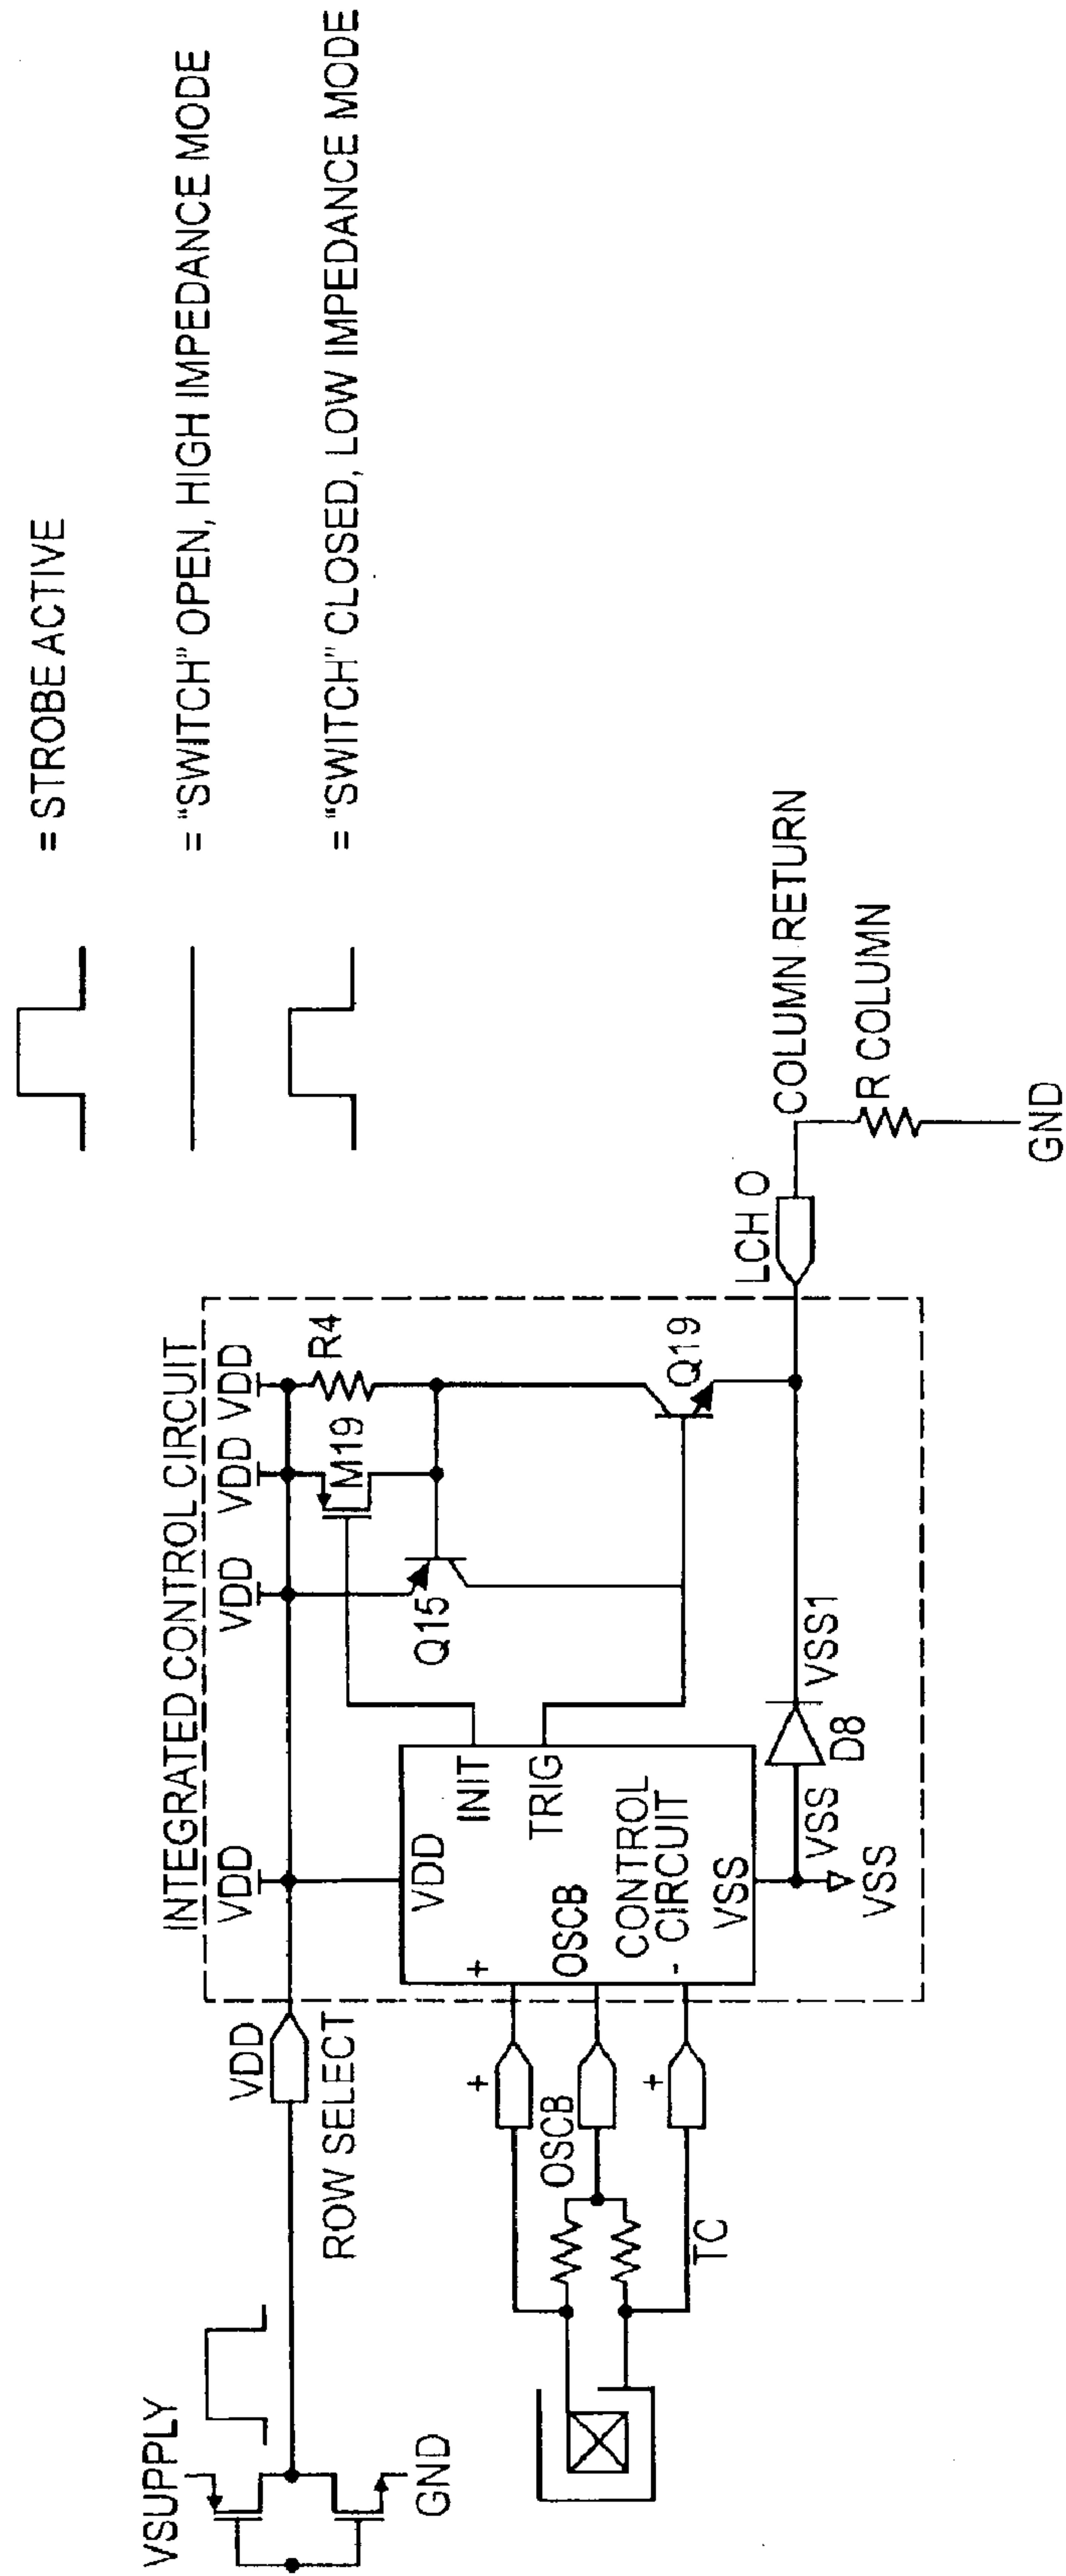 = STROBE ACTIVE
= "SWITCH" OPEN, HIGH IMPEDANCE MODE
= "SWITCH" CLOSED, LOW IMPEDANCE MODE
INTEGRATED CONTROL CIRCUIT
VSUPPLY
GND
VDD
ROW SELECT
VDD
VDD
VDD
VDD
R4
M19
Q15
Q19
VDD
INIT
TRIG
+
OSCB
-
CONTROL
CIRCUIT
VSS
+
OSCB
+
TC
VSS
VSS
D8
VSS1
LCH O
COLUMN RETURN
R COLUMN
GND